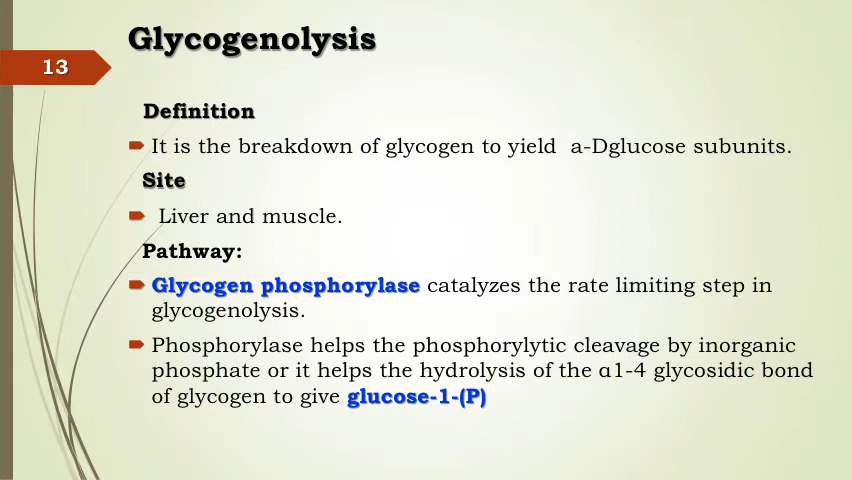 Glycogenolysis
13
Definition
It is the breakdown of glycogen to yield a-Dglucose subunits.
Site
Liver and muscle.
Pathway:
Glycogen phosphorylase catalyzes the rate limiting step in
glycogenolysis.
Phosphorylase helps the phosphorylytic cleavage by inorganic
phosphate or it helps the hydrolysis of the α1-4 glycosidic bond
of glycogen to give glucose-1-(P)